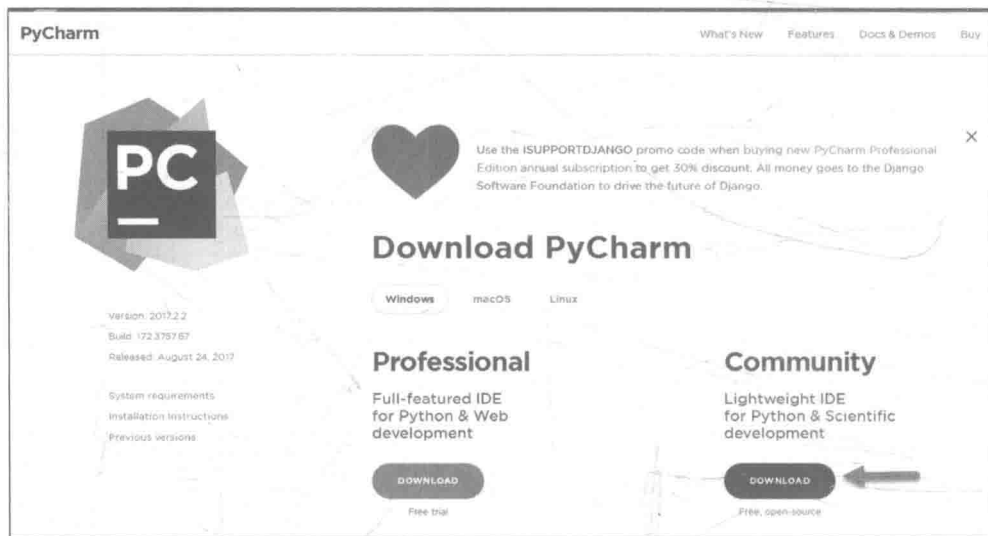 PyCharm
What's New Features Docs & Demos Buy
PC
Use the ISUPPORTDJANGO promo code when buying new PyCharm Professional
Edition annual subscription to get 30% discount. All money goes to the Django
Software Foundation to drive the future of Django.
Download PyCharm
Windows macOS Linux
Version: 2017.2.2
Build: 172.3757.67
Released: August 24, 2017
System requirements
Installation Instructions
Previous versions
Professional
Full-featured IDE
for Python & Web
development
DOWNLOAD
Free trial
Community
Lightweight IDE
for Python & Scientific
development
DOWNLOAD
Free, open-source